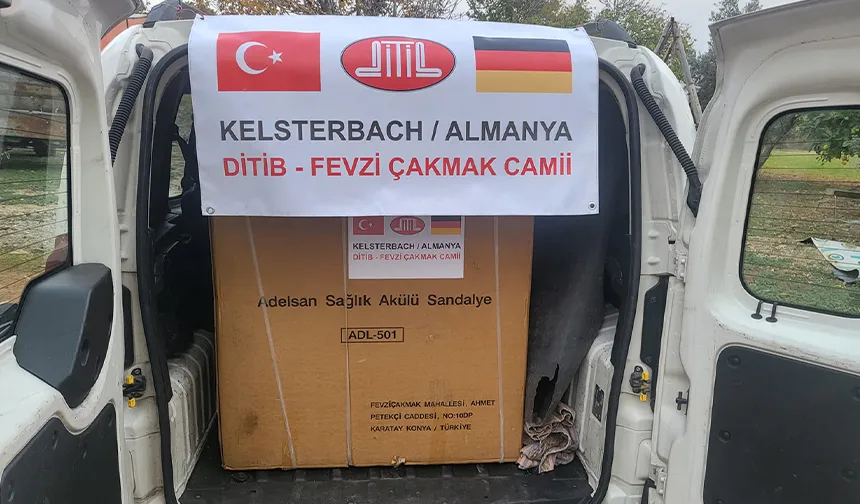 DİTİB
KELSTERBACH / ALMANYA
DİTİB - FEVZİ ÇAKMAK CAMİİ
KELSTERBACH / ALMANYA
DİTİB - FEVZİ ÇAKMAK CAMİİ
Adelsan Sağlık Akülü Sandalye
ADL-501
FEVZİÇAKMAK MAHALLESİ, AHMET
PETEKÇİ CADDESİ, NO:16DP
KARATAY KONYA / TÜRKİYE